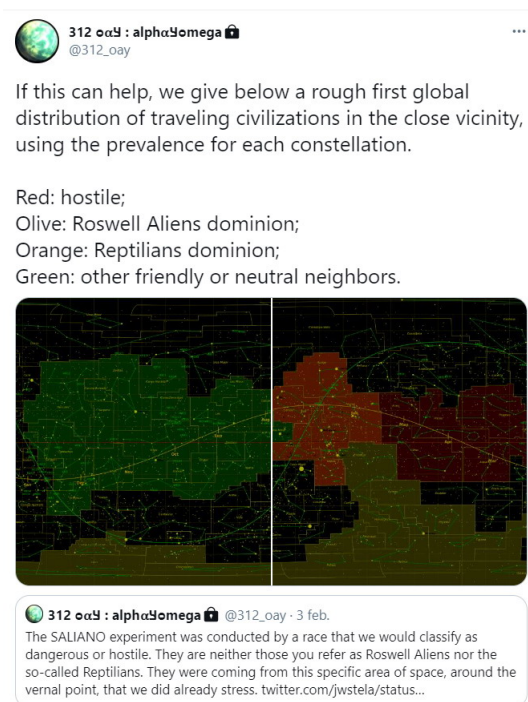 312 oαყ : alphαყomega
@312_oay
If this can help, we give below a rough first global
distribution of traveling civilizations in the close vicinity,
using the prevalence for each constellation.
Red: hostile;
Olive: Roswell Aliens dominion;
Orange: Reptilians dominion;
Green: other friendly or neutral neighbors.
312 oαყ : alphαყomega @312_oay · 3 feb.
The SALIANO experiment was conducted by a race that we would classify as
dangerous or hostile. They are neither those you refer as Roswell Aliens nor the
so-called Reptilians. They were coming from this specific area of space, around the
vernal point, that we did already stress. twitter.com/jwstela/status...